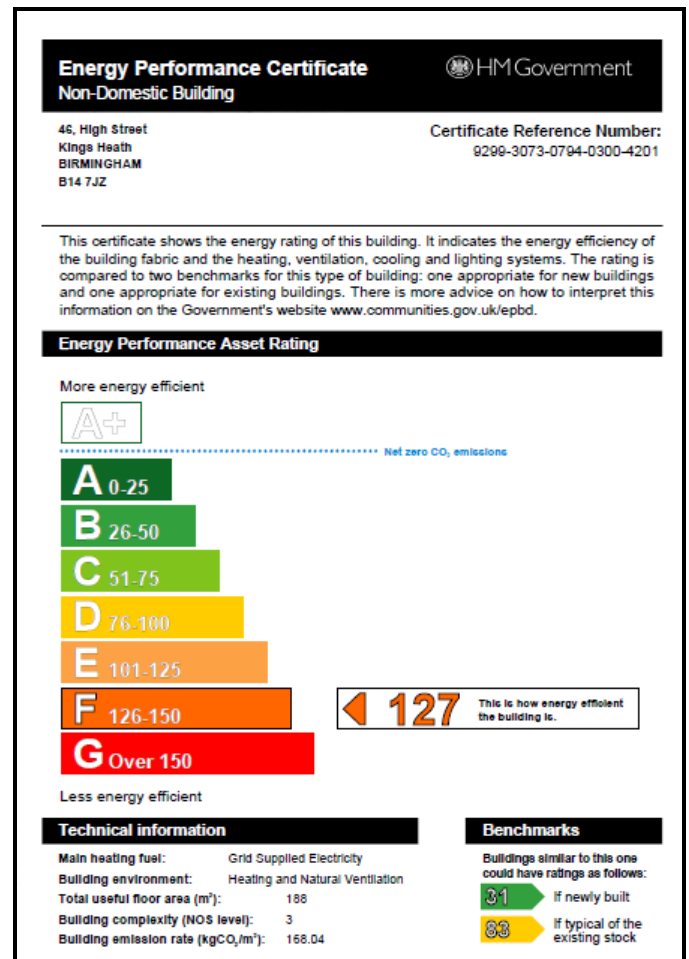 Energy Performance Certificate
HM Government
Non-Domestic Building
46, High Street
Kings Heath
BIRMINGHAM
B14 7JZ
Certificate Reference Number:
9299-3073-0794-0300-4201
This certificate shows the energy rating of this building. It indicates the energy efficiency of
the building fabric and the heating, ventilation, cooling and lighting systems. The rating is
compared to two benchmarks for this type of building: one appropriate for new buildings
and one appropriate for existing buildings. There is more advice on how to interpret this
information on the Government's website www.communities.gov.uk/epbd.
Energy Performance Asset Rating
More energy efficient
A+
Net zero CO₂ emissions
A 0-25
B 26-50
C 51-75
D 76-100
E 101-125
F 126-150
127
This is how energy efficient
the building is.
G Over 150
Less energy efficient
Technical information
Main heating fuel: Grid Supplied Electricity
Building environment: Heating and Natural Ventilation
Total useful floor area (m²): 188
Building complexity (NOS level): 3
Building emission rate (kgCO₂/m²): 168.04
Benchmarks
Buildings similar to this one
could have ratings as follows:
31 If newly built
83 If typical of the
existing stock